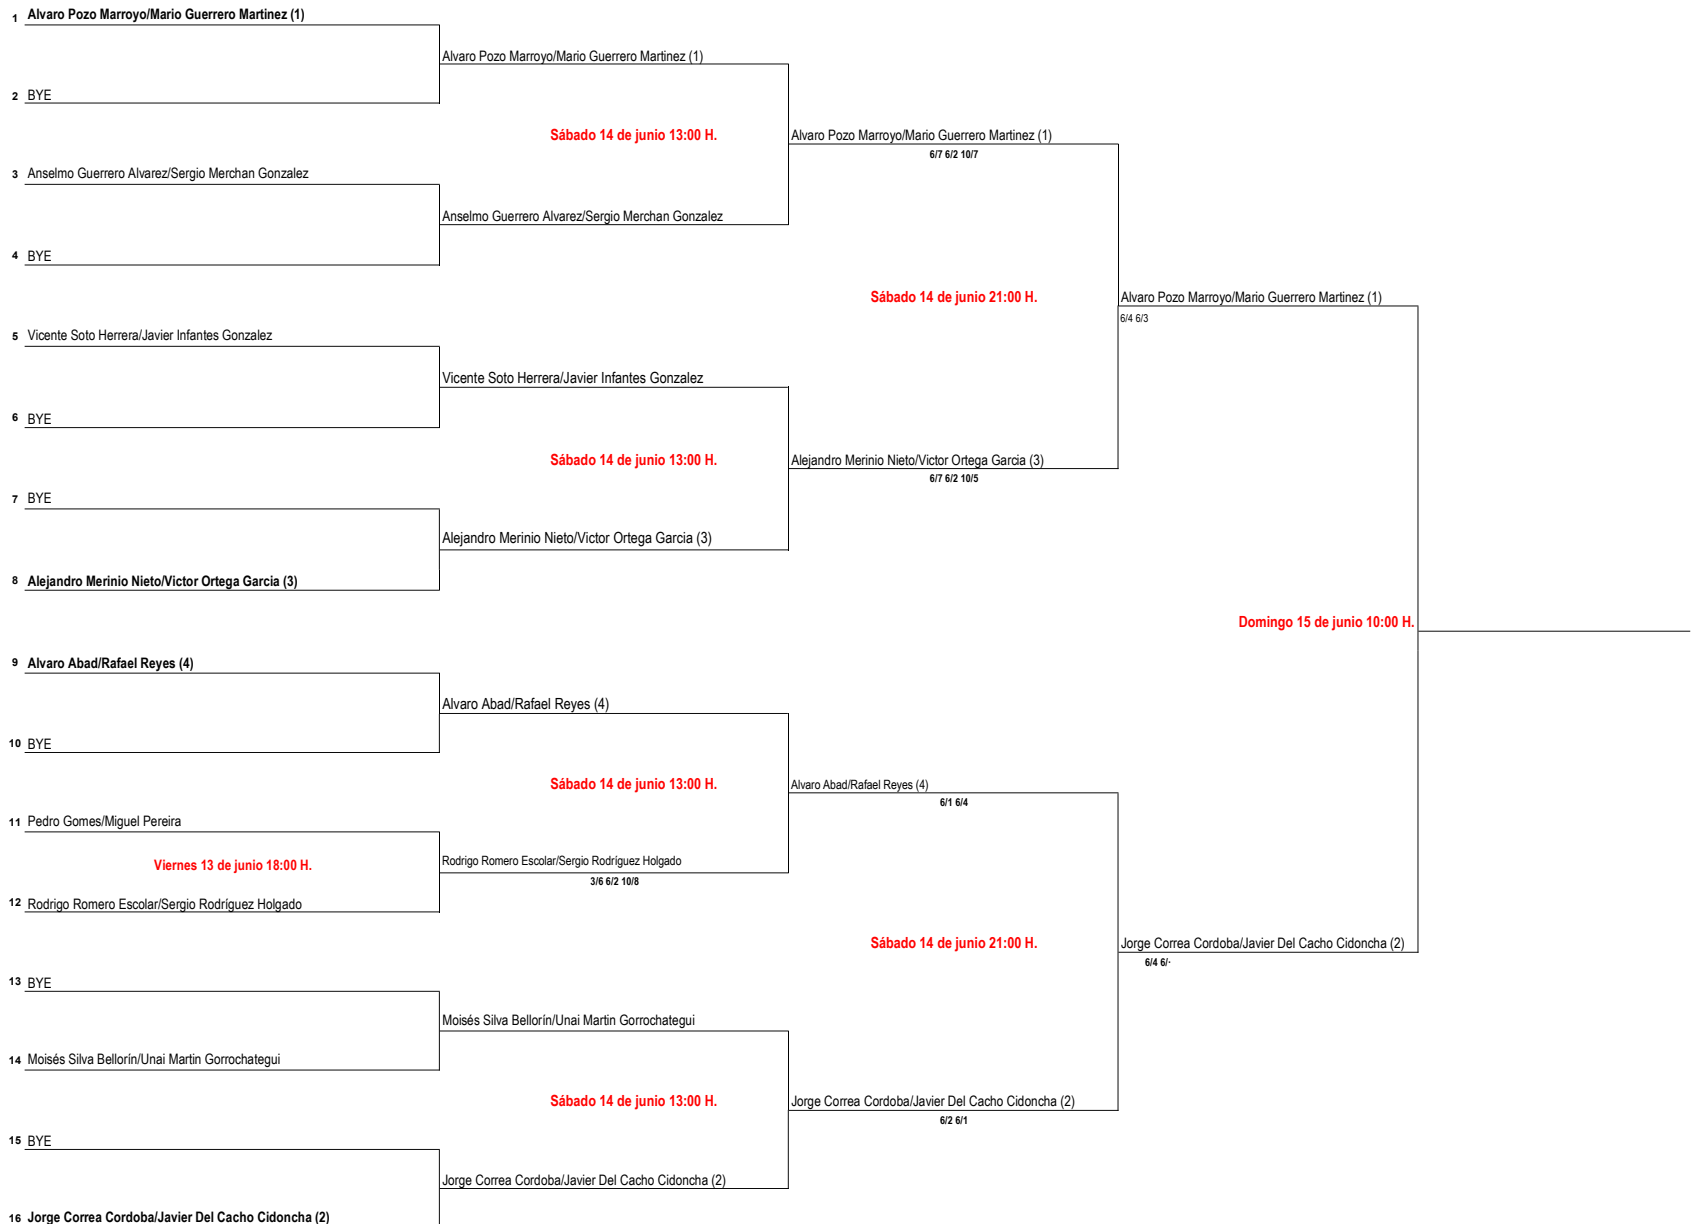 1 Alvaro Pozo Marroyo/Mario Guerrero Martinez (1)
Alvaro Pozo Marroyo/Mario Guerrero Martinez (1)
2 BYE
Sábado 14 de junio 13:00 H.
Alvaro Pozo Marroyo/Mario Guerrero Martinez (1)
6/7 6/2 10/7
3 Anselmo Guerrero Alvarez/Sergio Merchan Gonzalez
Anselmo Guerrero Alvarez/Sergio Merchan Gonzalez
4 BYE
Sábado 14 de junio 21:00 H.
Alvaro Pozo Marroyo/Mario Guerrero Martinez (1)
6/4 6/3
5 Vicente Soto Herrera/Javier Infantes Gonzalez
Vicente Soto Herrera/Javier Infantes Gonzalez
6 BYE
Sábado 14 de junio 13:00 H.
Alejandro Merinio Nieto/Victor Ortega Garcia (3)
6/7 6/2 10/5
7 BYE
Alejandro Merinio Nieto/Victor Ortega Garcia (3)
8 Alejandro Merinio Nieto/Victor Ortega Garcia (3)
Domingo 15 de junio 10:00 H.
9 Alvaro Abad/Rafael Reyes (4)
Alvaro Abad/Rafael Reyes (4)
10 BYE
Sábado 14 de junio 13:00 H.
Alvaro Abad/Rafael Reyes (4)
6/1 6/4
11 Pedro Gomes/Miguel Pereira
Viernes 13 de junio 18:00 H.
Rodrigo Romero Escolar/Sergio Rodríguez Holgado
3/6 6/2 10/8
12 Rodrigo Romero Escolar/Sergio Rodríguez Holgado
Sábado 14 de junio 21:00 H.
Jorge Correa Cordoba/Javier Del Cacho Cidoncha (2)
6/4 6/
13 BYE
Moisés Silva Bellorín/Unai Martin Gorrochategui
14 Moisés Silva Bellorín/Unai Martin Gorrochategui
Sábado 14 de junio 13:00 H.
Jorge Correa Cordoba/Javier Del Cacho Cidoncha (2)
6/2 6/1
15 BYE
Jorge Correa Cordoba/Javier Del Cacho Cidoncha (2)
16 Jorge Correa Cordoba/Javier Del Cacho Cidoncha (2)